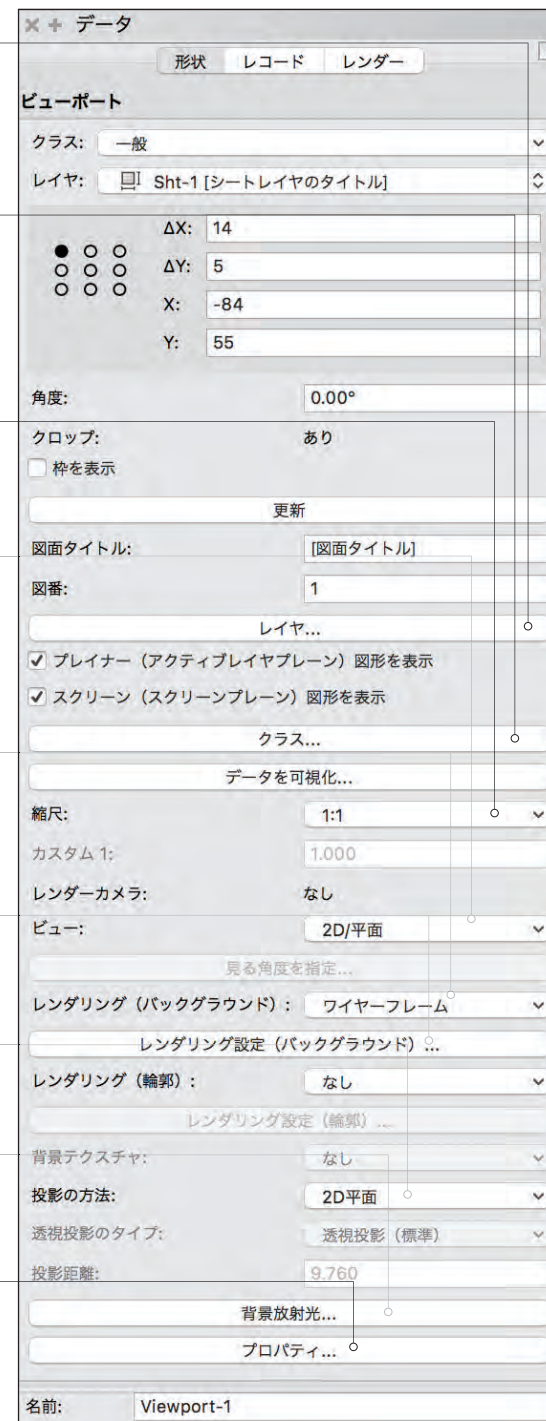 データ
形状 レコード レンダー
ビューポート
クラス: 一般
レイヤ: Sht-1 [シートレイヤのタイトル]
ΔX: 14
ΔY: 5
X: -84
Y: 55
角度: 0.00°
クロップ: あり
枠を表示
更新
図面タイトル: [図面タイトル]
図番: 1
レイヤ...
プレイナー（アクティブレイヤプレーン）図形を表示
スクリーン（スクリーンプレーン）図形を表示
クラス...
データを可視化...
縮尺: 1:1
カスタム 1: 1.000
レンダーカメラ: なし
ビュー: 2D/平面
見る角度を指定...
レンダリング（バックグラウンド）: ワイヤーフレーム
レンダリング設定（バックグラウンド）...
レンダリング（輪郭）: なし
レンダリング設定（輪郭）...
背景テクスチャ: なし
投影の方法: 2D平面
透視投影のタイプ: 透視投影（標準）
投影距離: 9.760
背景放射光...
プロパティ...
名前: Viewport-1